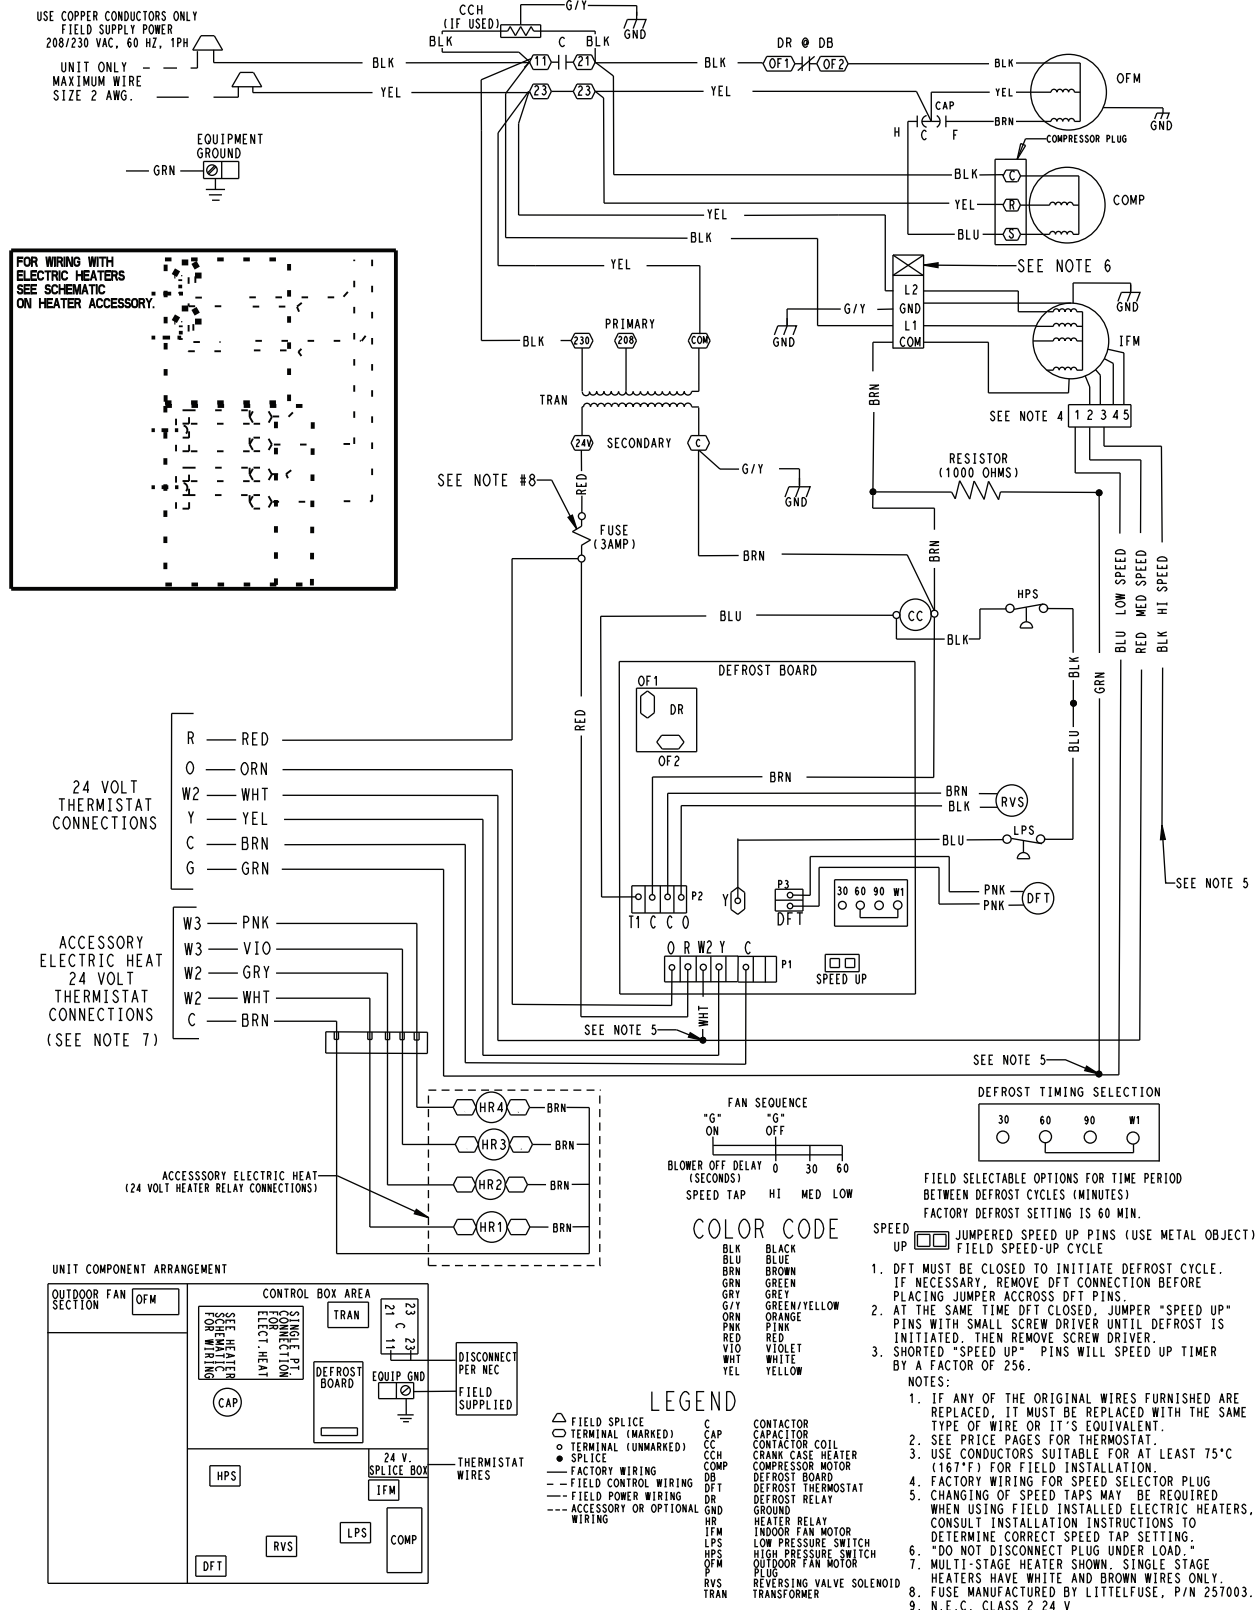 USE COPPER CONDUCTORS ONLY
FIELD SUPPLY POWER
208/230 VAC, 60 HZ, 1PH
UNIT ONLY
MAXIMUM WIRE
SIZE 2 AWG.
BLK
YEL
CCH
(IF USED)
G/Y
GND
BLK
BLK
11
C
21
23
23
BLK
DR @ DB
OF1
OF2
BLK
OFM
YEL
YEL
BRN
CAP
H
C
F
GND
COMPRESSOR PLUG
EQUIPMENT
GROUND
GRN
BLK
C
YEL
R
BLU
S
COMP
YEL
BLK
YEL
FOR WIRING WITH
ELECTRIC HEATERS
SEE SCHEMATIC
ON HEATER ACCESSORY.
SEE NOTE 6
L2
GND
L1
COM
G/Y
GND
GND
IFM
PRIMARY
BLK
230
208
COM
TRAN
24V
SECONDARY
C
BRN
SEE NOTE 4
1 2 3 4 5
SEE NOTE #8
RED
FUSE
(3AMP)
G/Y
GND
RESISTOR
(1000 OHMS)
BRN
BRN
BLU
CC
BLK
HPS
BLK
GRN
BLU LOW SPEED
RED MED SPEED
BLK HI SPEED
DEFROST BOARD
OF1
DR
OF2
RED
BLU
BRN
BRN
BLK
RVS
BLU
LPS
P2
T1 C C O
Y
P3
DFT
30 60 90 W1
PNK
PNK
DFT
SEE NOTE 5
O R W2 Y C
P1
SPEED UP
WHT
SEE NOTE 5
SEE NOTE 5
24 VOLT
THERMISTAT
CONNECTIONS
R RED
O ORN
W2 WHT
Y YEL
C BRN
G GRN
ACCESSORY
ELECTRIC HEAT
24 VOLT
THERMOSTAT
CONNECTIONS
(SEE NOTE 7)
W3 PNK
W3 VIO
W2 GRY
W2 WHT
C BRN
HR4
BRN
HR3
BRN
HR2
BRN
HR1
BRN
ACCESSSORY ELECTRIC HEAT
(24 VOLT HEATER RELAY CONNECTIONS)
FAN SEQUENCE
"G" "G"
ON OFF
BLOWER OFF DELAY
(SECONDS)
0 30 60
SPEED TAP HI MED LOW
DEFROST TIMING SELECTION
30 60 90 W1
FIELD SELECTABLE OPTIONS FOR TIME PERIOD
BETWEEN DEFROST CYCLES (MINUTES)
FACTORY DEFROST SETTING IS 60 MIN.
SPEED
UP
JUMPERED SPEED UP PINS (USE METAL OBJECT)
FIELD SPEED-UP CYCLE
1. DFT MUST BE CLOSED TO INITIATE DEFROST CYCLE.
IF NECESSARY, REMOVE DFT CONNECTION BEFORE
PLACING JUMPER ACCROSS DFT PINS.
2. AT THE SAME TIME DFT CLOSED, JUMPER "SPEED UP"
PINS WITH SMALL SCREW DRIVER UNTIL DEFROST IS
INITIATED. THEN REMOVE SCREW DRIVER.
3. SHORTED "SPEED UP" PINS WILL SPEED UP TIMER
BY A FACTOR OF 256.
NOTES:
1. IF ANY OF THE ORIGINAL WIRES FURNISHED ARE
REPLACED, IT MUST BE REPLACED WITH THE SAME
TYPE OF WIRE OR IT'S EQUIVALENT.
2. SEE PRICE PAGES FOR THERMOSTAT.
3. USE CONDUCTORS SUITABLE FOR AT LEAST 75°C
(167°F) FOR FIELD INSTALLATION.
4. FACTORY WIRING FOR SPEED SELECTOR PLUG
5. CHANGING OF SPEED TAPS MAY BE REQUIRED
WHEN USING FIELD INSTALLED ELECTRIC HEATERS,
CONSULT INSTALLATION INSTRUCTIONS TO
DETERMINE CORRECT SPEED TAP SETTING.
6. "DO NOT DISCONNECT PLUG UNDER LOAD."
7. MULTI-STAGE HEATER SHOWN. SINGLE STAGE
HEATERS HAVE WHITE AND BROWN WIRES ONLY.
8. FUSE MANUFACTURED BY LITTELFUSE, P/N 257003.
9. N.E.C. CLASS 2 24 V
COLOR CODE
BLK BLACK
BLU BLUE
BRN BROWN
GRN GREEN
GRY GREY
G/Y GREEN/YELLOW
ORN ORANGE
PNK PINK
RED RED
VIO VIOLET
WHT WHITE
YEL YELLOW
LEGEND
FIELD SPLICE
TERMINAL (MARKED)
TERMINAL (UNMARKED)
SPLICE
FACTORY WIRING
FIELD CONTROL WIRING
FIELD POWER WIRING
ACCESSORY OR OPTIONAL
WIRING
C CONTACTOR
CAP CAPACITOR
CC CONTACTOR COIL
CCH CRANK CASE HEATER
COMP COMPRESSOR MOTOR
DB DEFROST BOARD
DFT DEFROST THERMOSTAT
DR DEFROST RELAY
GND GROUND
HR HEATER RELAY
IFM INDOOR FAN MOTOR
LPS LOW PRESSURE SWITCH
HPS HIGH PRESSURE SWITCH
OFM OUTDOOR FAN MOTOR
P PLUG
RVS REVERSING VALVE SOLENOID
TRAN TRANSFORMER
UNIT COMPONENT ARRANGEMENT
OUTDOOR FAN
SECTION
OFM
CONTROL BOX AREA
SINGLE PT.
CONNECTION
FOR
ELECT.HEAT
SEE HEATER
SCHEMATIC
FOR WIRING
TRAN
23
21
C
23
11
DEFROST
BOARD
EQUIP GND
CAP
DISCONNECT
PER NEC
FIELD
SUPPLIED
24 V.
SPLICE BOX
THERMISTAT
WIRES
HPS
IFM
LPS
RVS
DFT
COMP